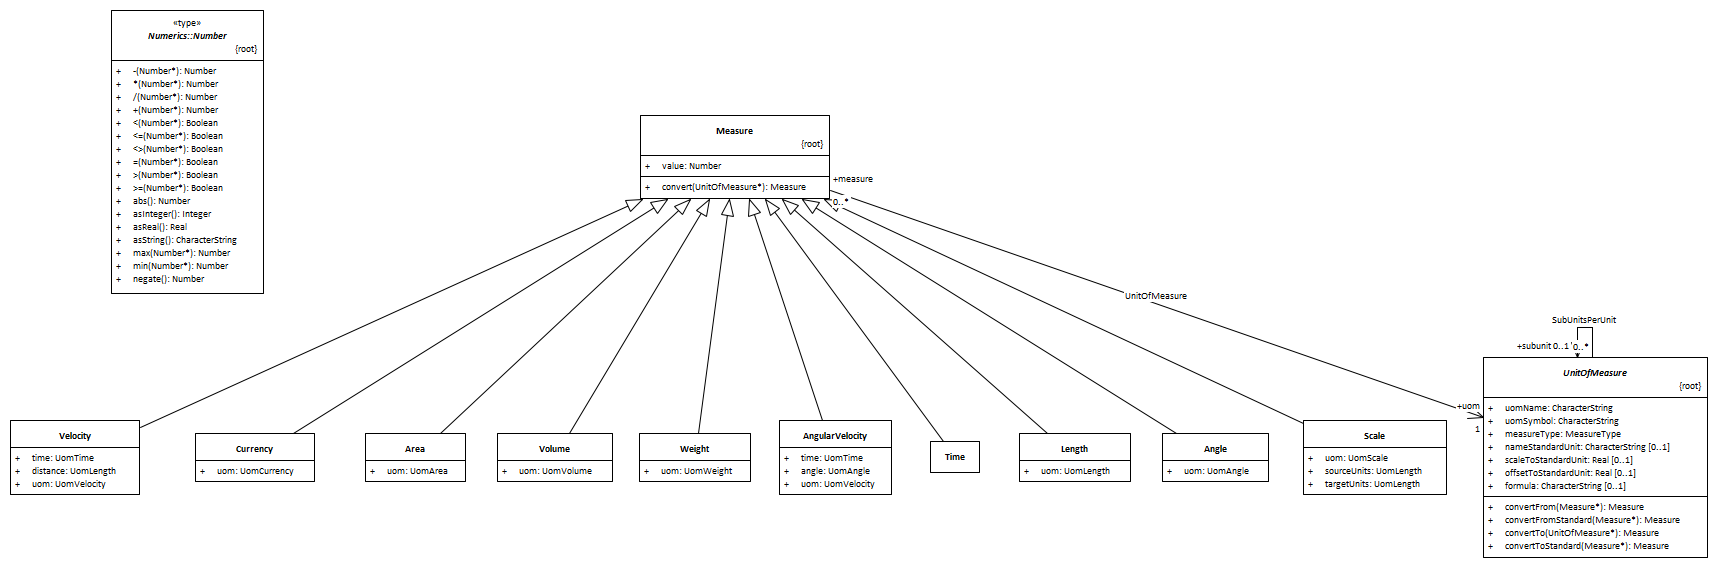 «type»
Numerics::Number
{root}
+ -(Number*): Number
+ *(Number*): Number
+ /(Number*): Number
+ +(Number*): Number
+ <(Number*): Boolean
+ <=(Number*): Boolean
+ <>(Number*): Boolean
+ =(Number*): Boolean
+ >(Number*): Boolean
+ >=(Number*): Boolean
+ abs(): Number
+ asInteger(): Integer
+ asReal(): Real
+ asString(): CharacterString
+ max(Number*): Number
+ min(Number*): Number
+ negate(): Number
Measure
{root}
+ value: Number
+ convert(UnitOfMeasure*): Measure
+measure
0..*
UnitOfMeasure
+uom
1
SubUnitsPerUnit
+subunit 0..1
0..*
Velocity
+ time: UomTime
+ distance: UomLength
+ uom: UomVelocity
Currency
+ uom: UomCurrency
Area
+ uom: UomArea
Volume
+ uom: UomVolume
Weight
+ uom: UomWeight
AngularVelocity
+ time: UomTime
+ angle: UomAngle
+ uom: UomVelocity
Time
Length
+ uom: UomLength
Angle
+ uom: UomAngle
Scale
+ uom: UomScale
+ sourceUnits: UomLength
+ targetUnits: UomLength
UnitOfMeasure
{root}
+ uomName: CharacterString
+ uomSymbol: CharacterString
+ measureType: MeasureType
+ nameStandardUnit: CharacterString [0..1]
+ scaleToStandardUnit: Real [0..1]
+ offsetToStandardUnit: Real [0..1]
+ formula: CharacterString [0..1]
+ convertFrom(Measure*): Measure
+ convertFromStandard(Measure*): Measure
+ convertTo(UnitOfMeasure*): Measure
+ convertToStandard(Measure*): Measure